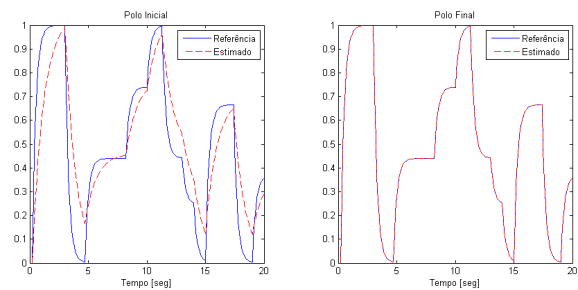 Polo Inicial
1
0.9
0.8
0.7
0.6
0.5
0.4
0.3
0.2
0.1
0
0 5 10 15 20
Tempo [seg]
Referência
Estimado
Polo Final
1
0.9
0.8
0.7
0.6
0.5
0.4
0.3
0.2
0.1
0
0 5 10 15 20
Tempo [seg]
Referência
Estimado